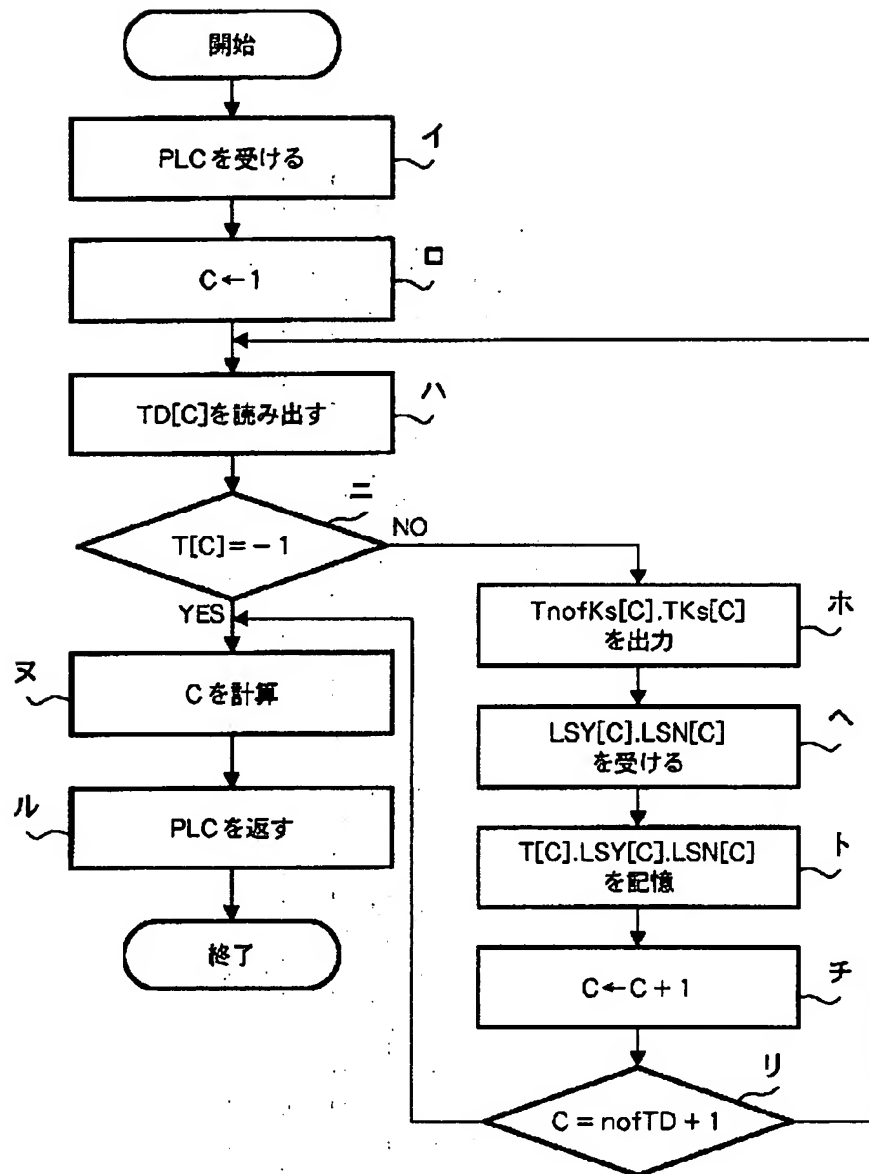 開始
PLCを受ける
イ
C←1
ロ
TD[C]を読み出す
ハ
T[C]=-1
ニ
NO
YES
TnofKs[C].TKs[C]
を出力
ホ
LSY[C].LSN[C]
を受ける
ヘ
T[C].LSY[C].LSN[C]
を記憶
ト
C←C+1
チ
C=nofTD+1
リ
Cを計算
ヌ
PLCを返す
ル
終了